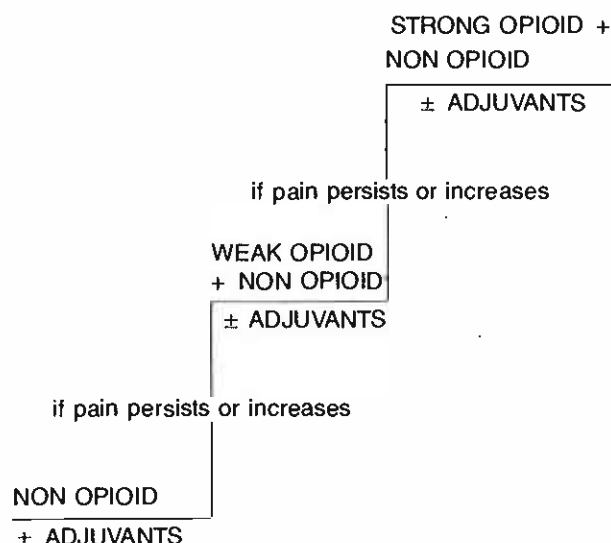 STRONG OPIOID +
NON OPIOID
± ADJUVANTS
if pain persists or increases
WEAK OPIOID
+ NON OPIOID
± ADJUVANTS
if pain persists or increases
NON OPIOID
± ADJUVANTS